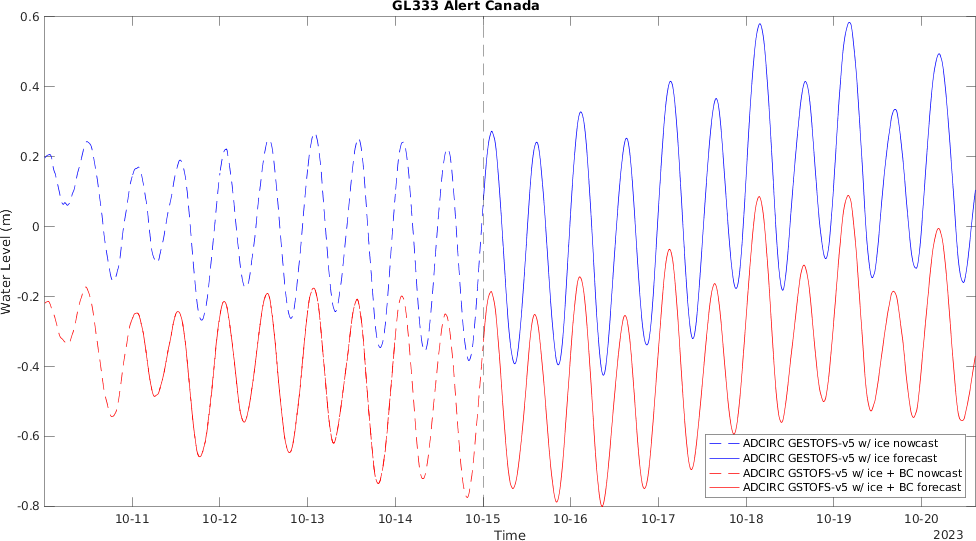 GL333 Alert Canada
0.6
0.4
0.2
0
-0.2
-0.4
-0.6
-0.8
Water Level (m)
ADCIRC GESTOFS-v5 w/ ice nowcast
ADCIRC GESTOFS-v5 w/ ice forecast
ADCIRC GSTOFS-v5 w/ ice + BC nowcast
ADCIRC GSTOFS-v5 w/ ice + BC forecast
10-11 10-12 10-13 10-14 10-15 10-16 10-17 10-18 10-19 10-20
Time
2023